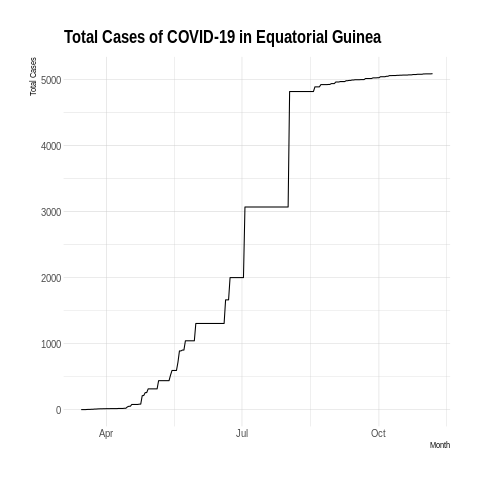 Total Cases of COVID-19 in Equatorial Guinea
Total Cases
5000
4000
3000
2000
1000
0
Apr Jul Oct
Month